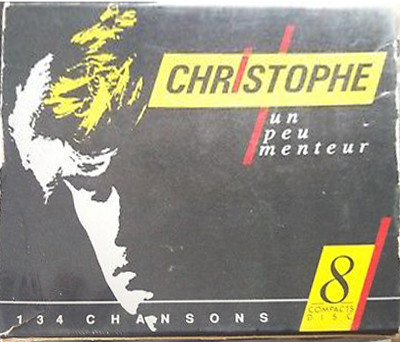 CHRISTOPHE
un
peu
menteur
8
COMPACTS
DISC
134 CHANSONS